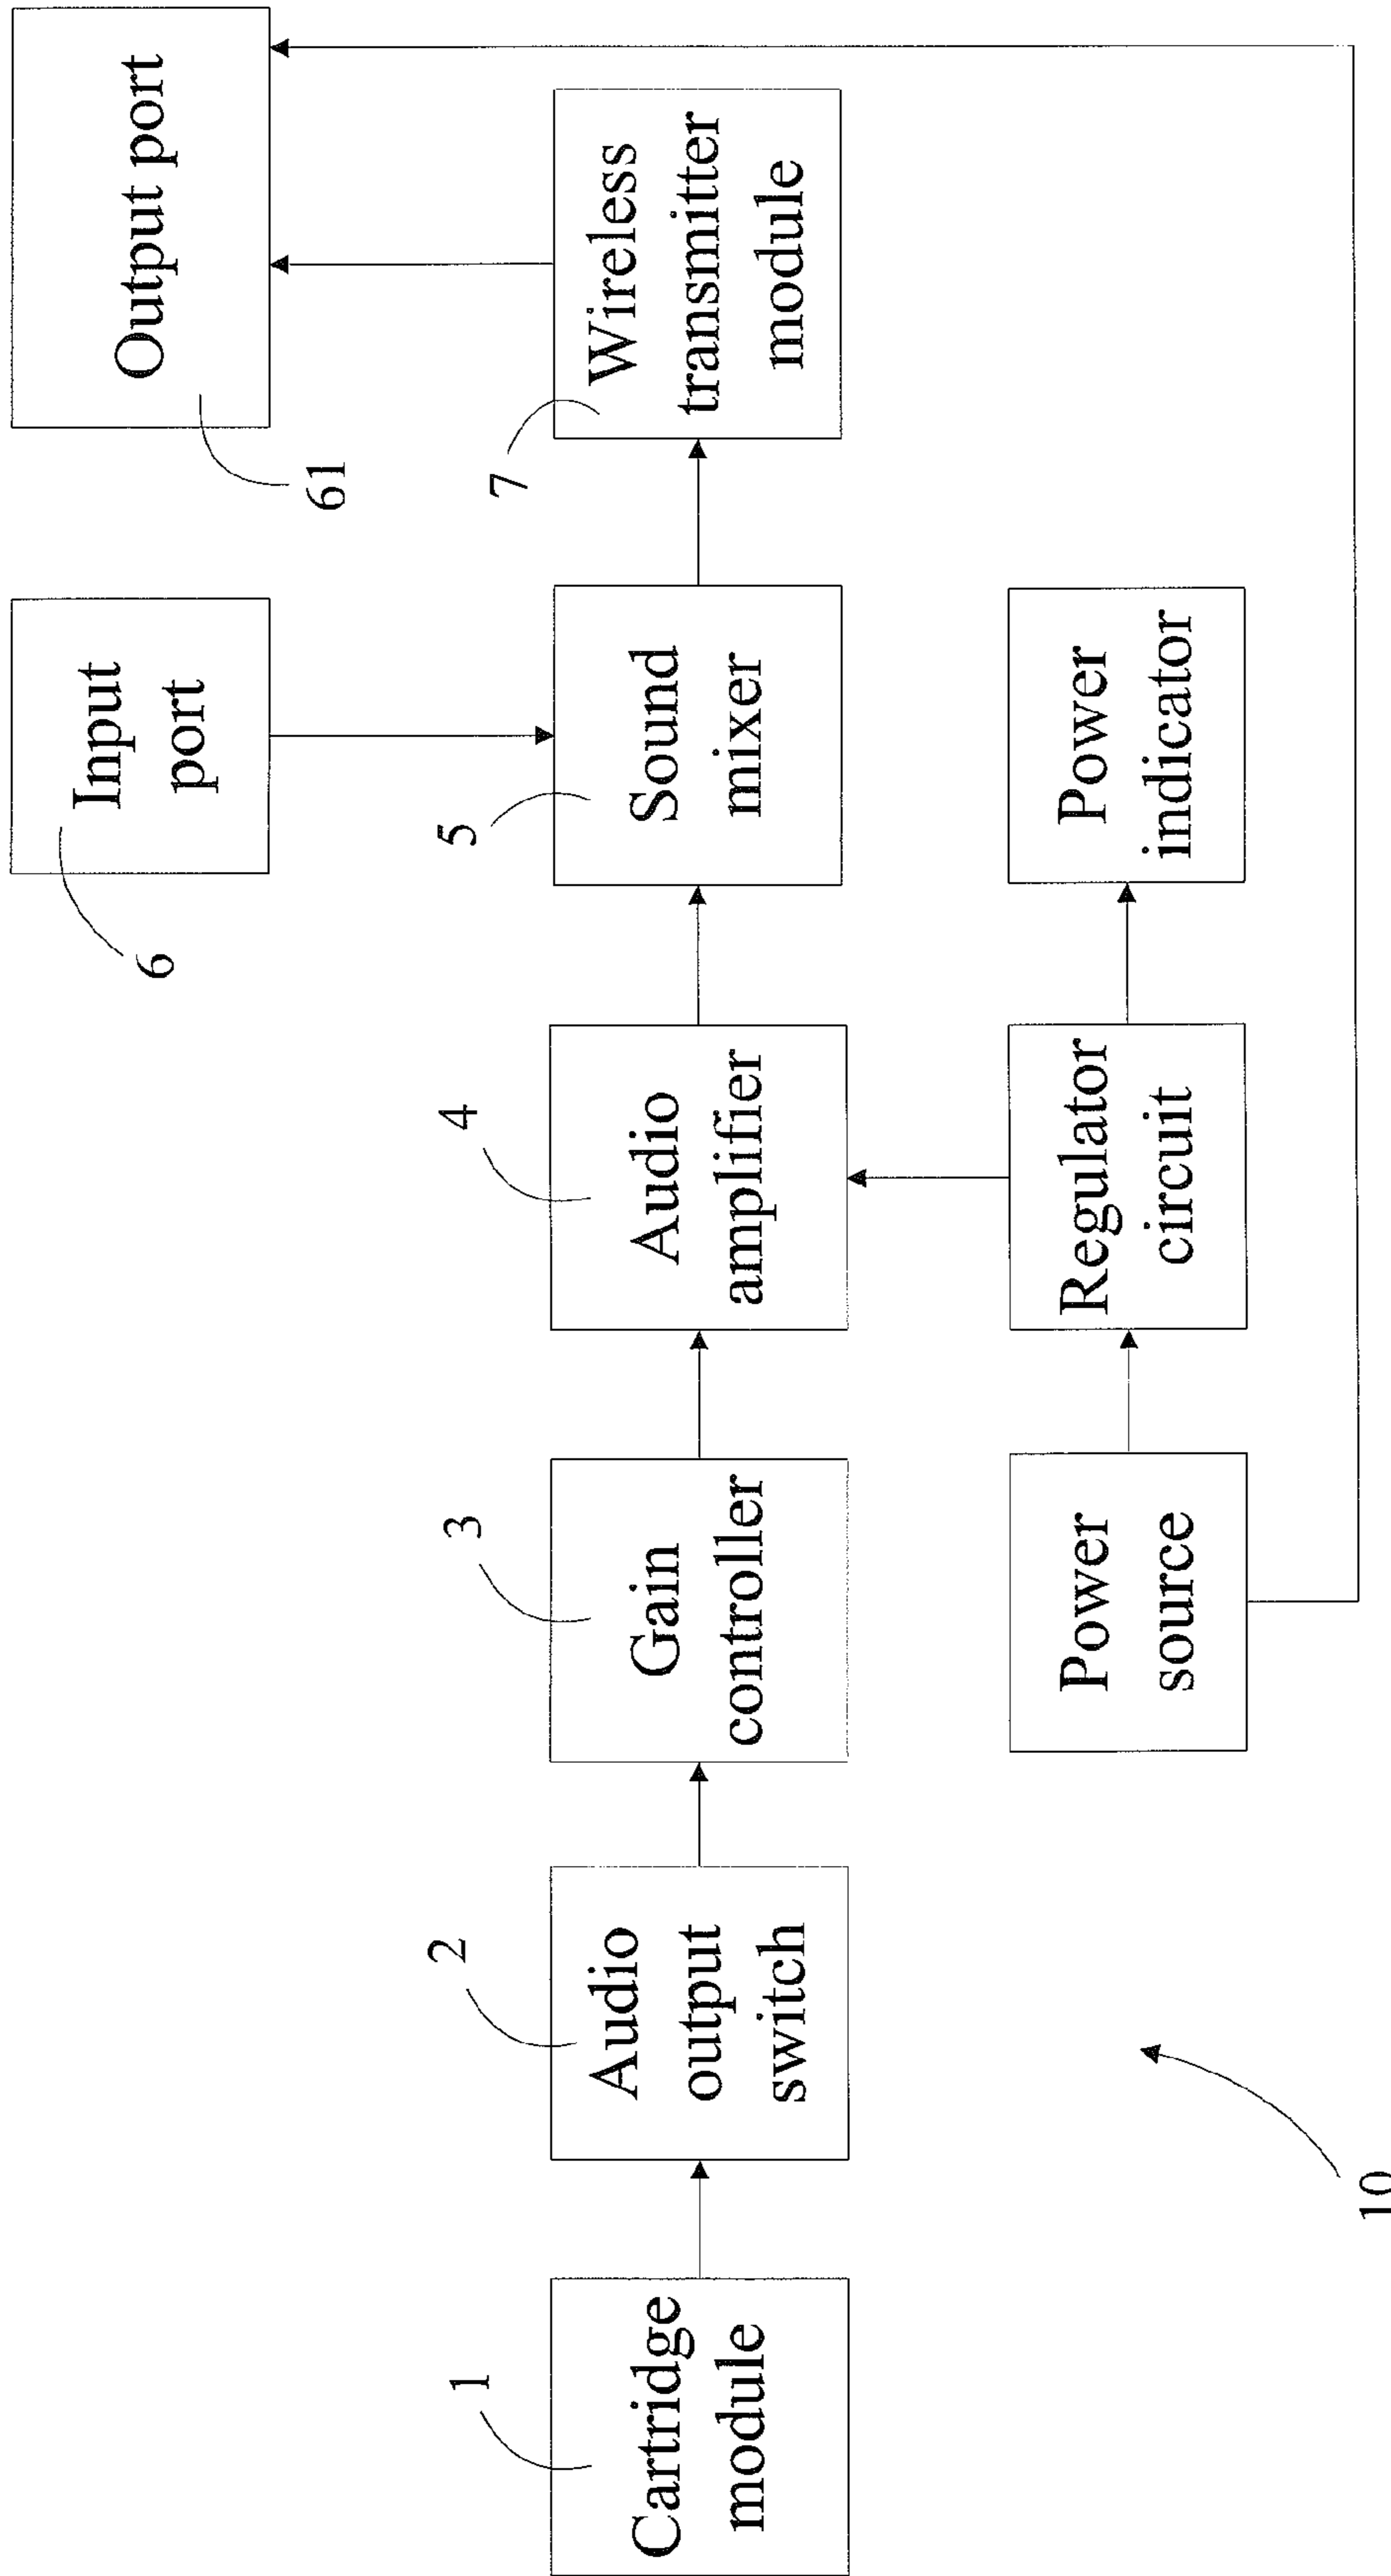 Input
port
6
Output port
61
1
Cartridge
module
2
Audio
output
switch
3
Gain
controller
4
Audio
amplifier
5
Sound
mixer
7
Wireless
transmitter
module
Power
source
Regulator
circuit
Power
indicator
10